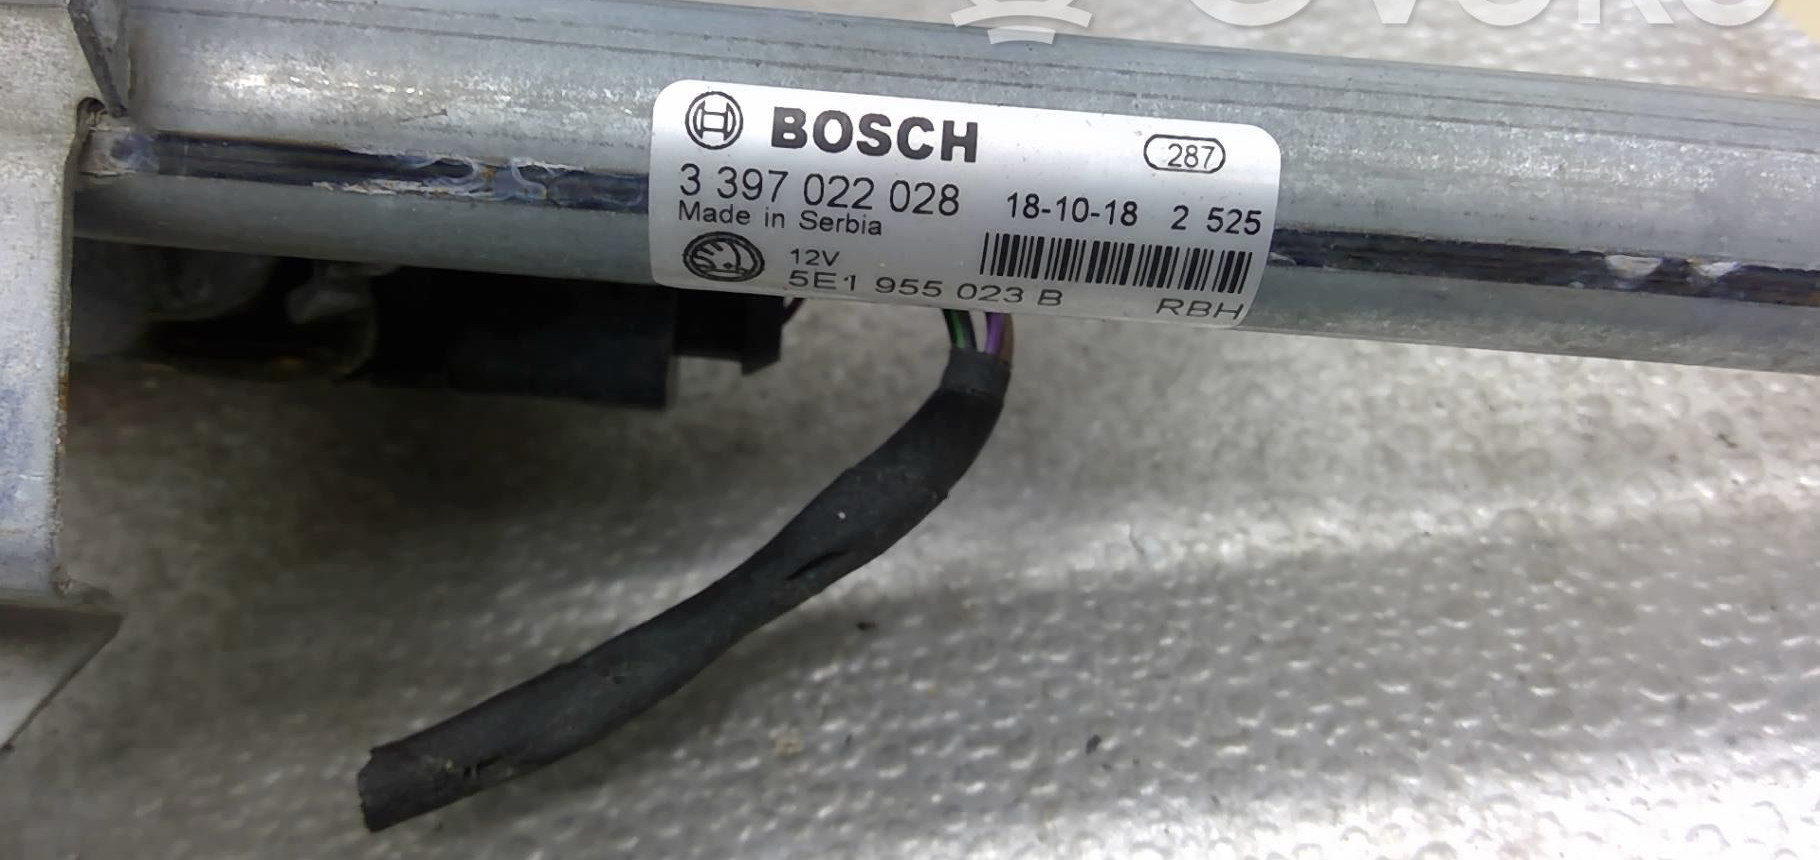 BOSCH 287
3 397 022 028 18-10-18 2 525
Made in Serbia
12V
5E1 955 023 B RBH